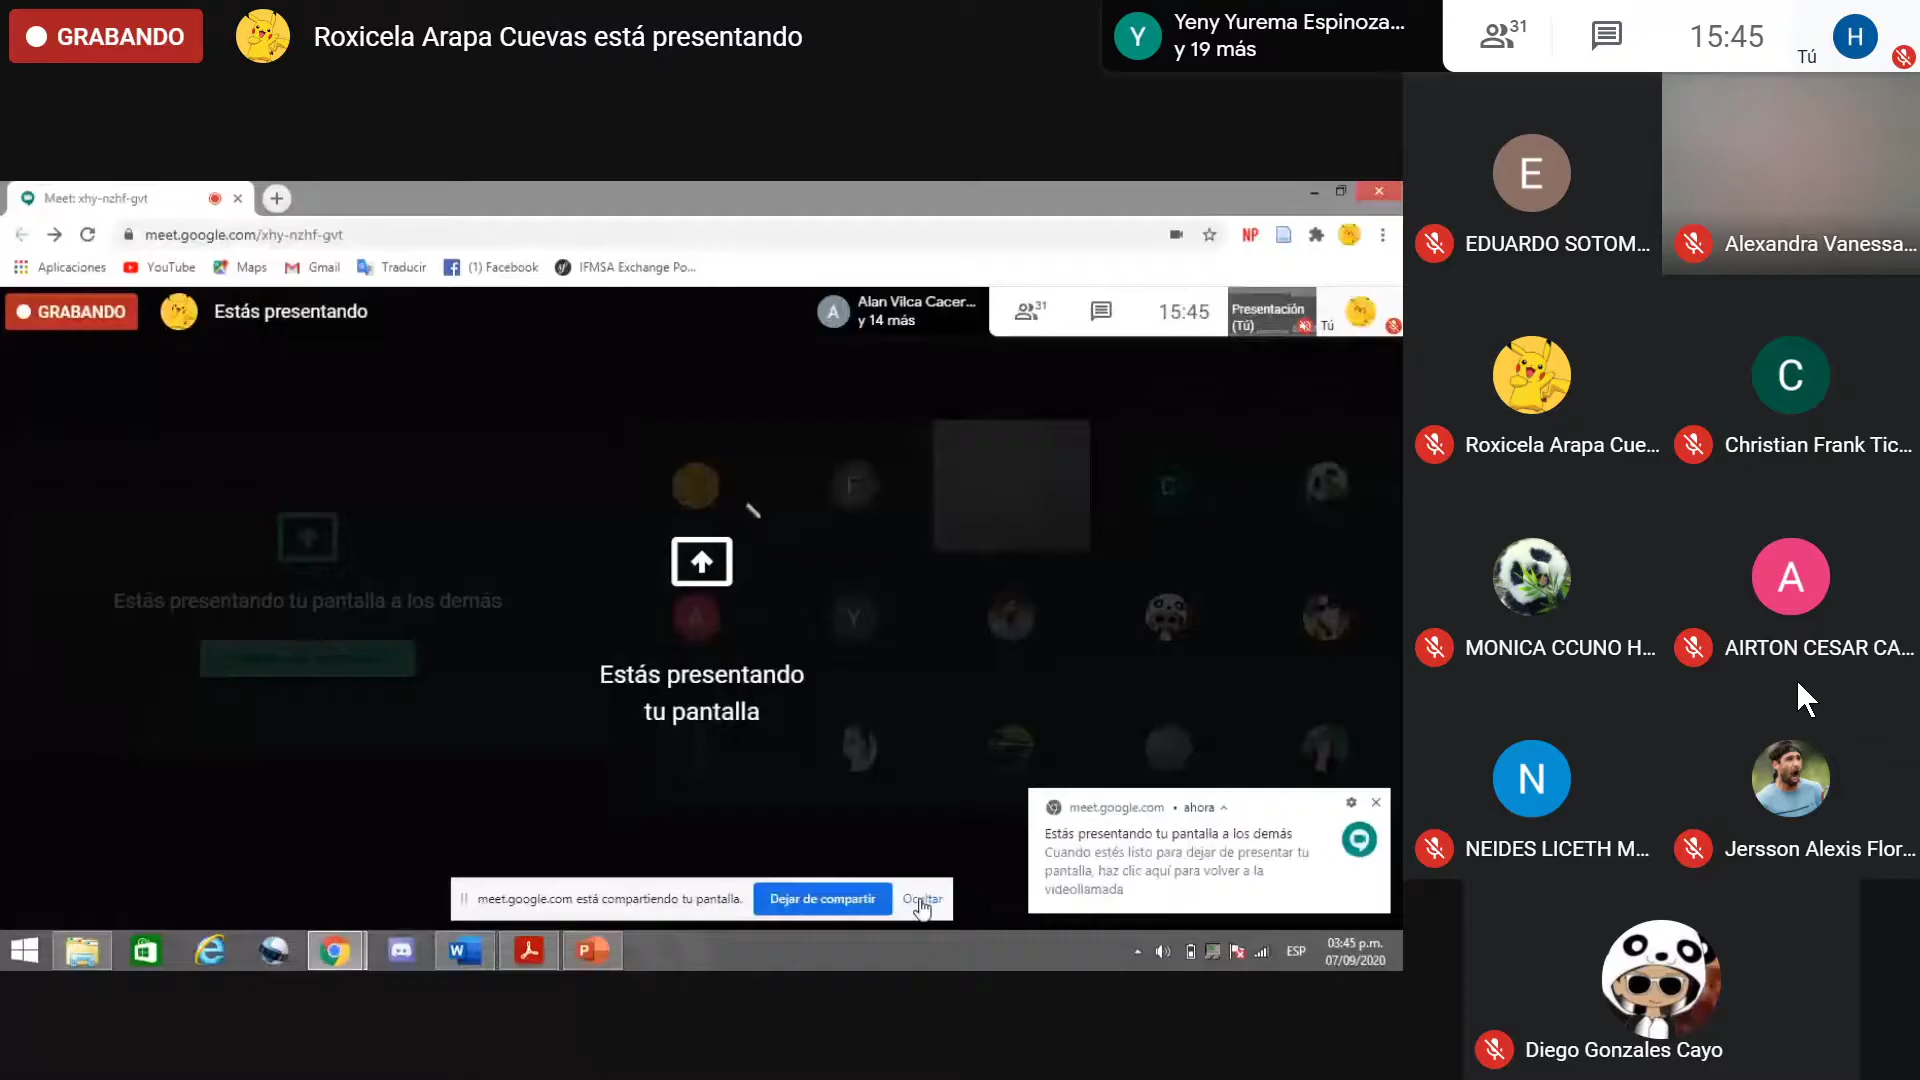 GRABANDO
Roxicela Arapa Cuevas está presentando
Y
Yeny Yurema Espinoza...
y 19 más
31
15:45
Tú
H
Meet: xhy-nzhf-gvt
meet.google.com/xhy-nzhf-gvt
NP
Aplicaciones
YouTube
Maps
Gmail
Traducir
(1) Facebook
IFMSA Exchange Po...
GRABANDO
Estás presentando
A
Alan Vilca Cacer...
y 14 más
31
15:45
Presentación
(Tú)
Tú
C
Estás presentando tu pantalla a los demás
A
Y
Estás presentando
tu pantalla
meet.google.com • ahora
Estás presentando tu pantalla a los demás
Cuando estés listo para dejar de presentar tu
pantalla, haz clic aquí para volver a la
videollamada
meet.google.com está compartiendo tu pantalla.
Dejar de compartir
Ocultar
ESP
03:45 p.m.
07/09/2020
E
EDUARDO SOTOM...
Alexandra Vanessa...
Roxicela Arapa Cue...
C
Christian Frank Tic...
MONICA CCUNO H...
A
AIRTON CESAR CA...
N
NEIDES LICETH M...
Jersson Alexis Flor...
Diego Gonzales Cayo